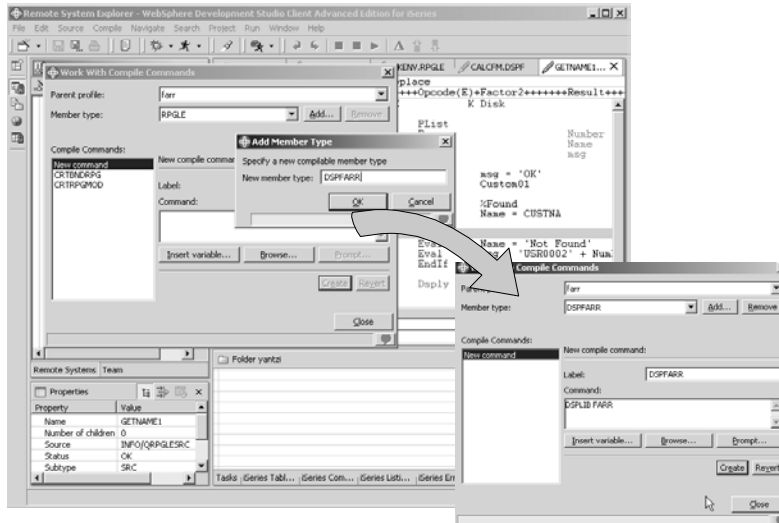 Remote System Explorer - WebSphere Development Studio Client Advanced Edition for iSeries
File Edit Source Compile Navigate Search Project Run Window Help
KENV.RPGLE CALCFM.DSPF GETNAME1...
Work With Compile Commands
Parent profile: farr
Member type: RPGLE Add... Remove
Compile Commands:
New command
CRTBNDRPG
CRTRPGMOD
New compile comman
Label:
Command:
Insert variable... Browse... Prompt...
Create Revert
Close
Add Member Type
Specify a new compilable member type
New member type: DSPFARR
OK Cancel
eplace
+++Opcode(E)+Factor2+++++++Result+++
K Disk
PList
Number
Name
msg
msg = 'OK'
Custom01
%Found
Name = CUSTNA
Eval Name = 'Not Found'
Eval 'USR0002' + Num
EndIf
Dsply
Remote Systems Team
Folder yantzi
Properties
Property Value
Name GETNAME1
Number of children 0
Source INFO/QRPGLESRC
Status OK
Subtype SRC
Tasks iSeries Tabl... iSeries Com... iSeries Listi... iSeries Err
Compile Commands
farr
Member type: DSPFARR Add... Remove
Compile Commands:
New command
New compile command:
Label: DSPFARR
Command:
DSPLIB FARR
Insert variable... Browse... Prompt...
Create Revert
Close